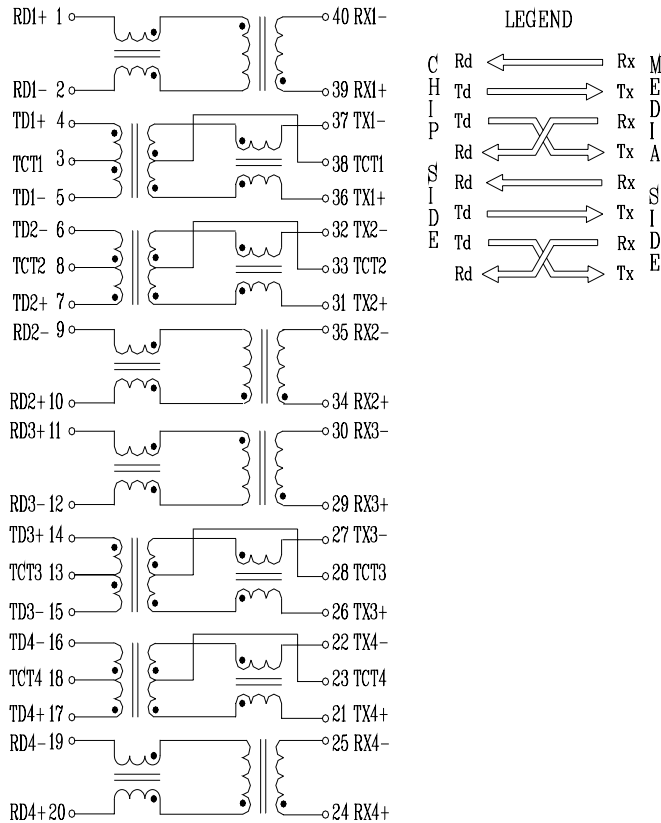 RD1+ 1
40 RX1-
RD1- 2
39 RX1+
TD1+ 4
37 TX1-
TCT1 3
38 TCT1
TD1- 5
36 TX1+
TD2- 6
32 TX2-
TCT2 8
33 TCT2
TD2+ 7
31 TX2+
RD2- 9
35 RX2-
RD2+ 10
34 RX2+
RD3+ 11
30 RX3-
RD3- 12
29 RX3+
TD3+ 14
27 TX3-
TCT3 13
28 TCT3
TD3- 15
26 TX3+
TD4- 16
22 TX4-
TCT4 18
23 TCT4
TD4+ 17
21 TX4+
RD4- 19
25 RX4-
RD4+ 20
24 RX4+
LEGEND
CHIP SIDE
Rd Rx
Td Tx
Td Rx
Rd Tx
Rd Rx
Td Tx
Td Rx
Rd Tx
MEDIA SIDE